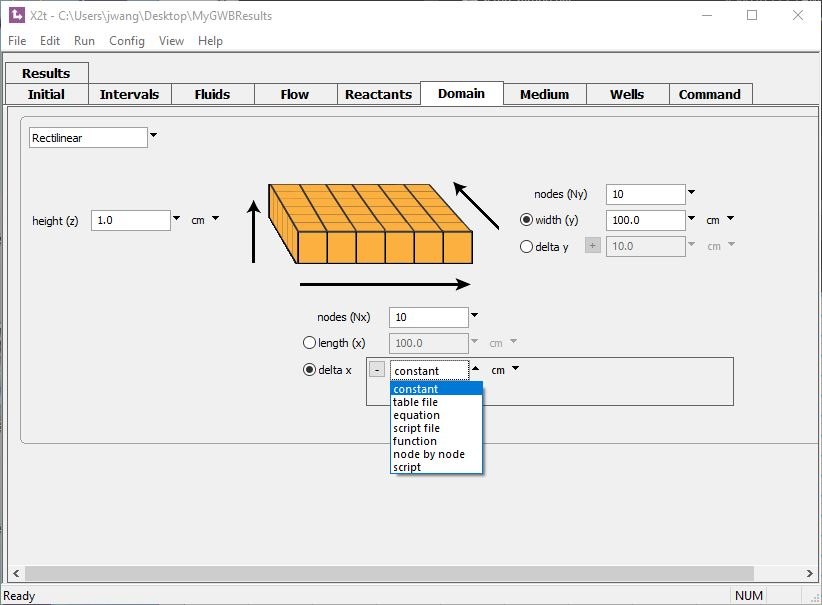 X2t - C:\Users\jwang\Desktop\MyGWBResults
File Edit Run Config View Help
Results
Initial Intervals Fluids Flow Reactants Domain Medium Wells Command
Rectilinear
nodes (Ny) 10
height (z) 1.0 cm
width (y) 100.0 cm
delta y + 10.0 cm
nodes (Nx) 10
length (x) 100.0 cm
delta x - constant cm
constant
table file
equation
script file
function
node by node
script
Ready NUM